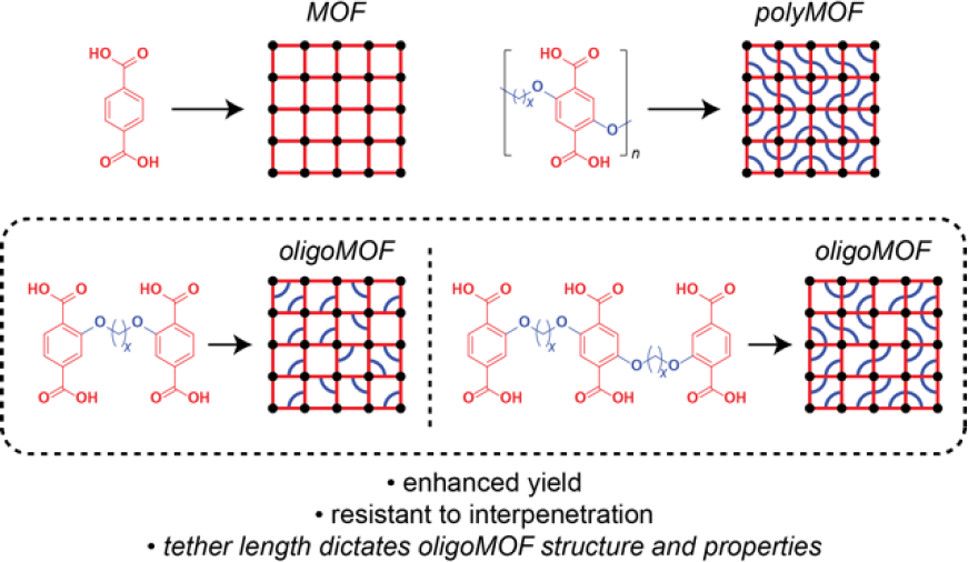 MOF
polyMOF
HO O
O OH
O x
HO O
O
O OH
n
oligoMOF
oligoMOF
HO O HO O
O O
x
O OH O OH
HO O HO O HO O
O O
x
O O
x
O OH O OH O OH
• enhanced yield
• resistant to interpenetration
• tether length dictates oligoMOF structure and properties